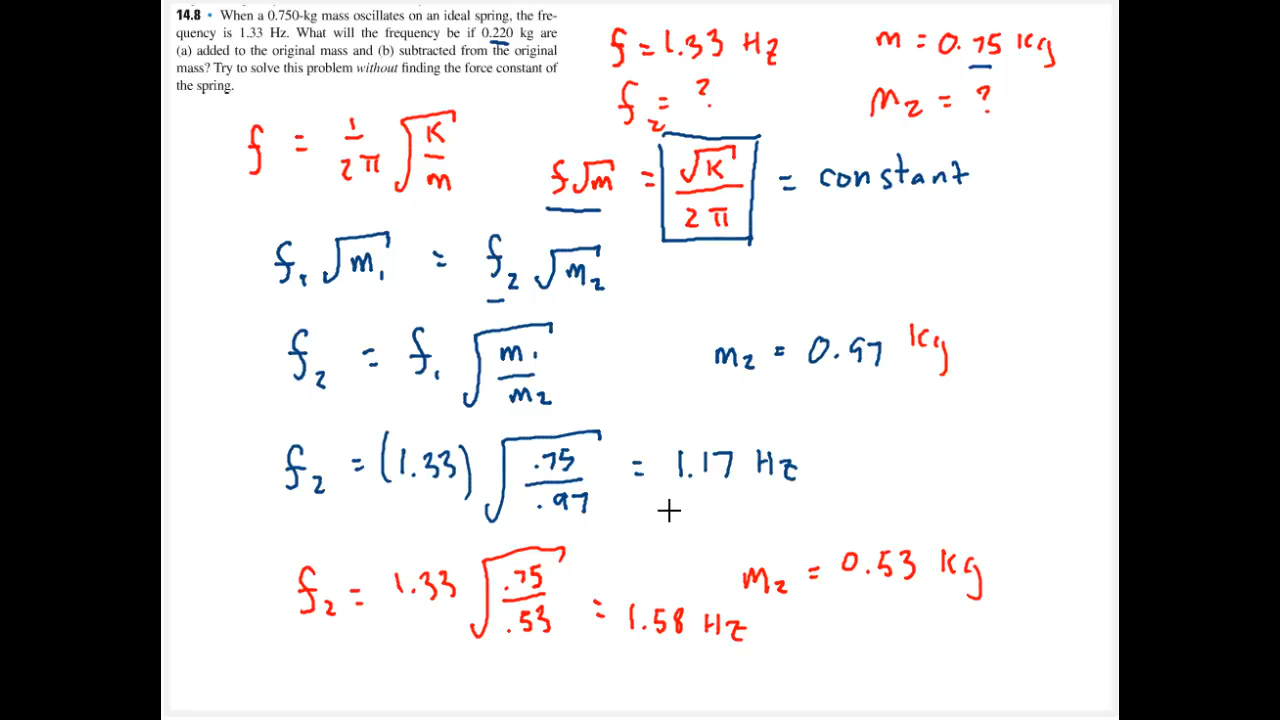 14.8 • When a 0.750-kg mass oscillates on an ideal spring, the fre-
quency is 1.33 Hz. What will the frequency be if 0.220 kg are
(a) added to the original mass and (b) subtracted from the original
mass? Try to solve this problem without finding the force constant of
the spring.
f = 1.33 Hz m = 0.75 Kg
f₂ = ? m₂ = ?
f = 1/2π √(K/m)
f√m = √K/2π = constant
f₁ √m₁ = f₂ √m₂
f₂ = f₁ √(m₁/m₂) m₂ = 0.97 Kg
f₂ = (1.33) √(.75/.97) = 1.17 Hz
f₂ = 1.33 √(.75/.53) = 1.58 Hz m₂ = 0.53 Kg